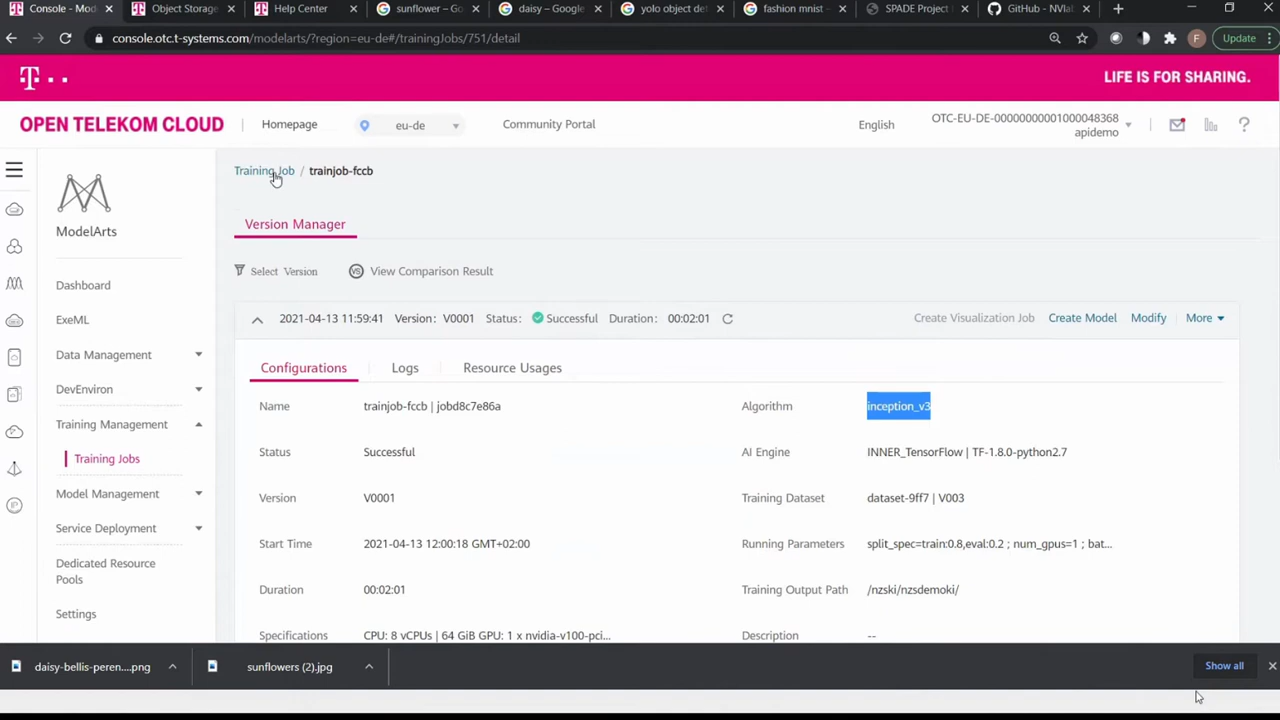 Console - Mod
Object Storage
Help Center
sunflower – Go
daisy – Google
yolo object det
fashion mnist –
SPADE Project
GitHub - NVlab
console.otc.t-systems.com/modelarts/?region=eu-de#/trainingJobs/751/detail
Update
LIFE IS FOR SHARING.
OPEN TELEKOM CLOUD
Homepage
eu-de
Community Portal
English
OTC-EU-DE-00000000001000048368
apidemo
Training Job / trainjob-fccb
ModelArts
Version Manager
Select Version
View Comparison Result
Dashboard
ExeML
Data Management
DevEnviron
Training Management
Training Jobs
Model Management
Service Deployment
Dedicated Resource
Pools
Settings
2021-04-13 11:59:41 Version: V0001 Status: Successful Duration: 00:02:01
Create Visualization Job Create Model Modify More
Configurations Logs Resource Usages
Name trainjob-fccb | jobd8c7e86a
Algorithm inception_v3
Status Successful
AI Engine INNER_TensorFlow | TF-1.8.0-python2.7
Version V0001
Training Dataset dataset-9ff7 | V003
Start Time 2021-04-13 12:00:18 GMT+02:00
Running Parameters split_spec=train:0.8,eval:0.2 ; num_gpus=1 ; bat...
Duration 00:02:01
Training Output Path /nzski/nzsdemoki/
Specifications CPU: 8 vCPUs | 64 GiB GPU: 1 x nvidia-v100-pci...
Description --
daisy-bellis-peren....png
sunflowers (2).jpg
Show all